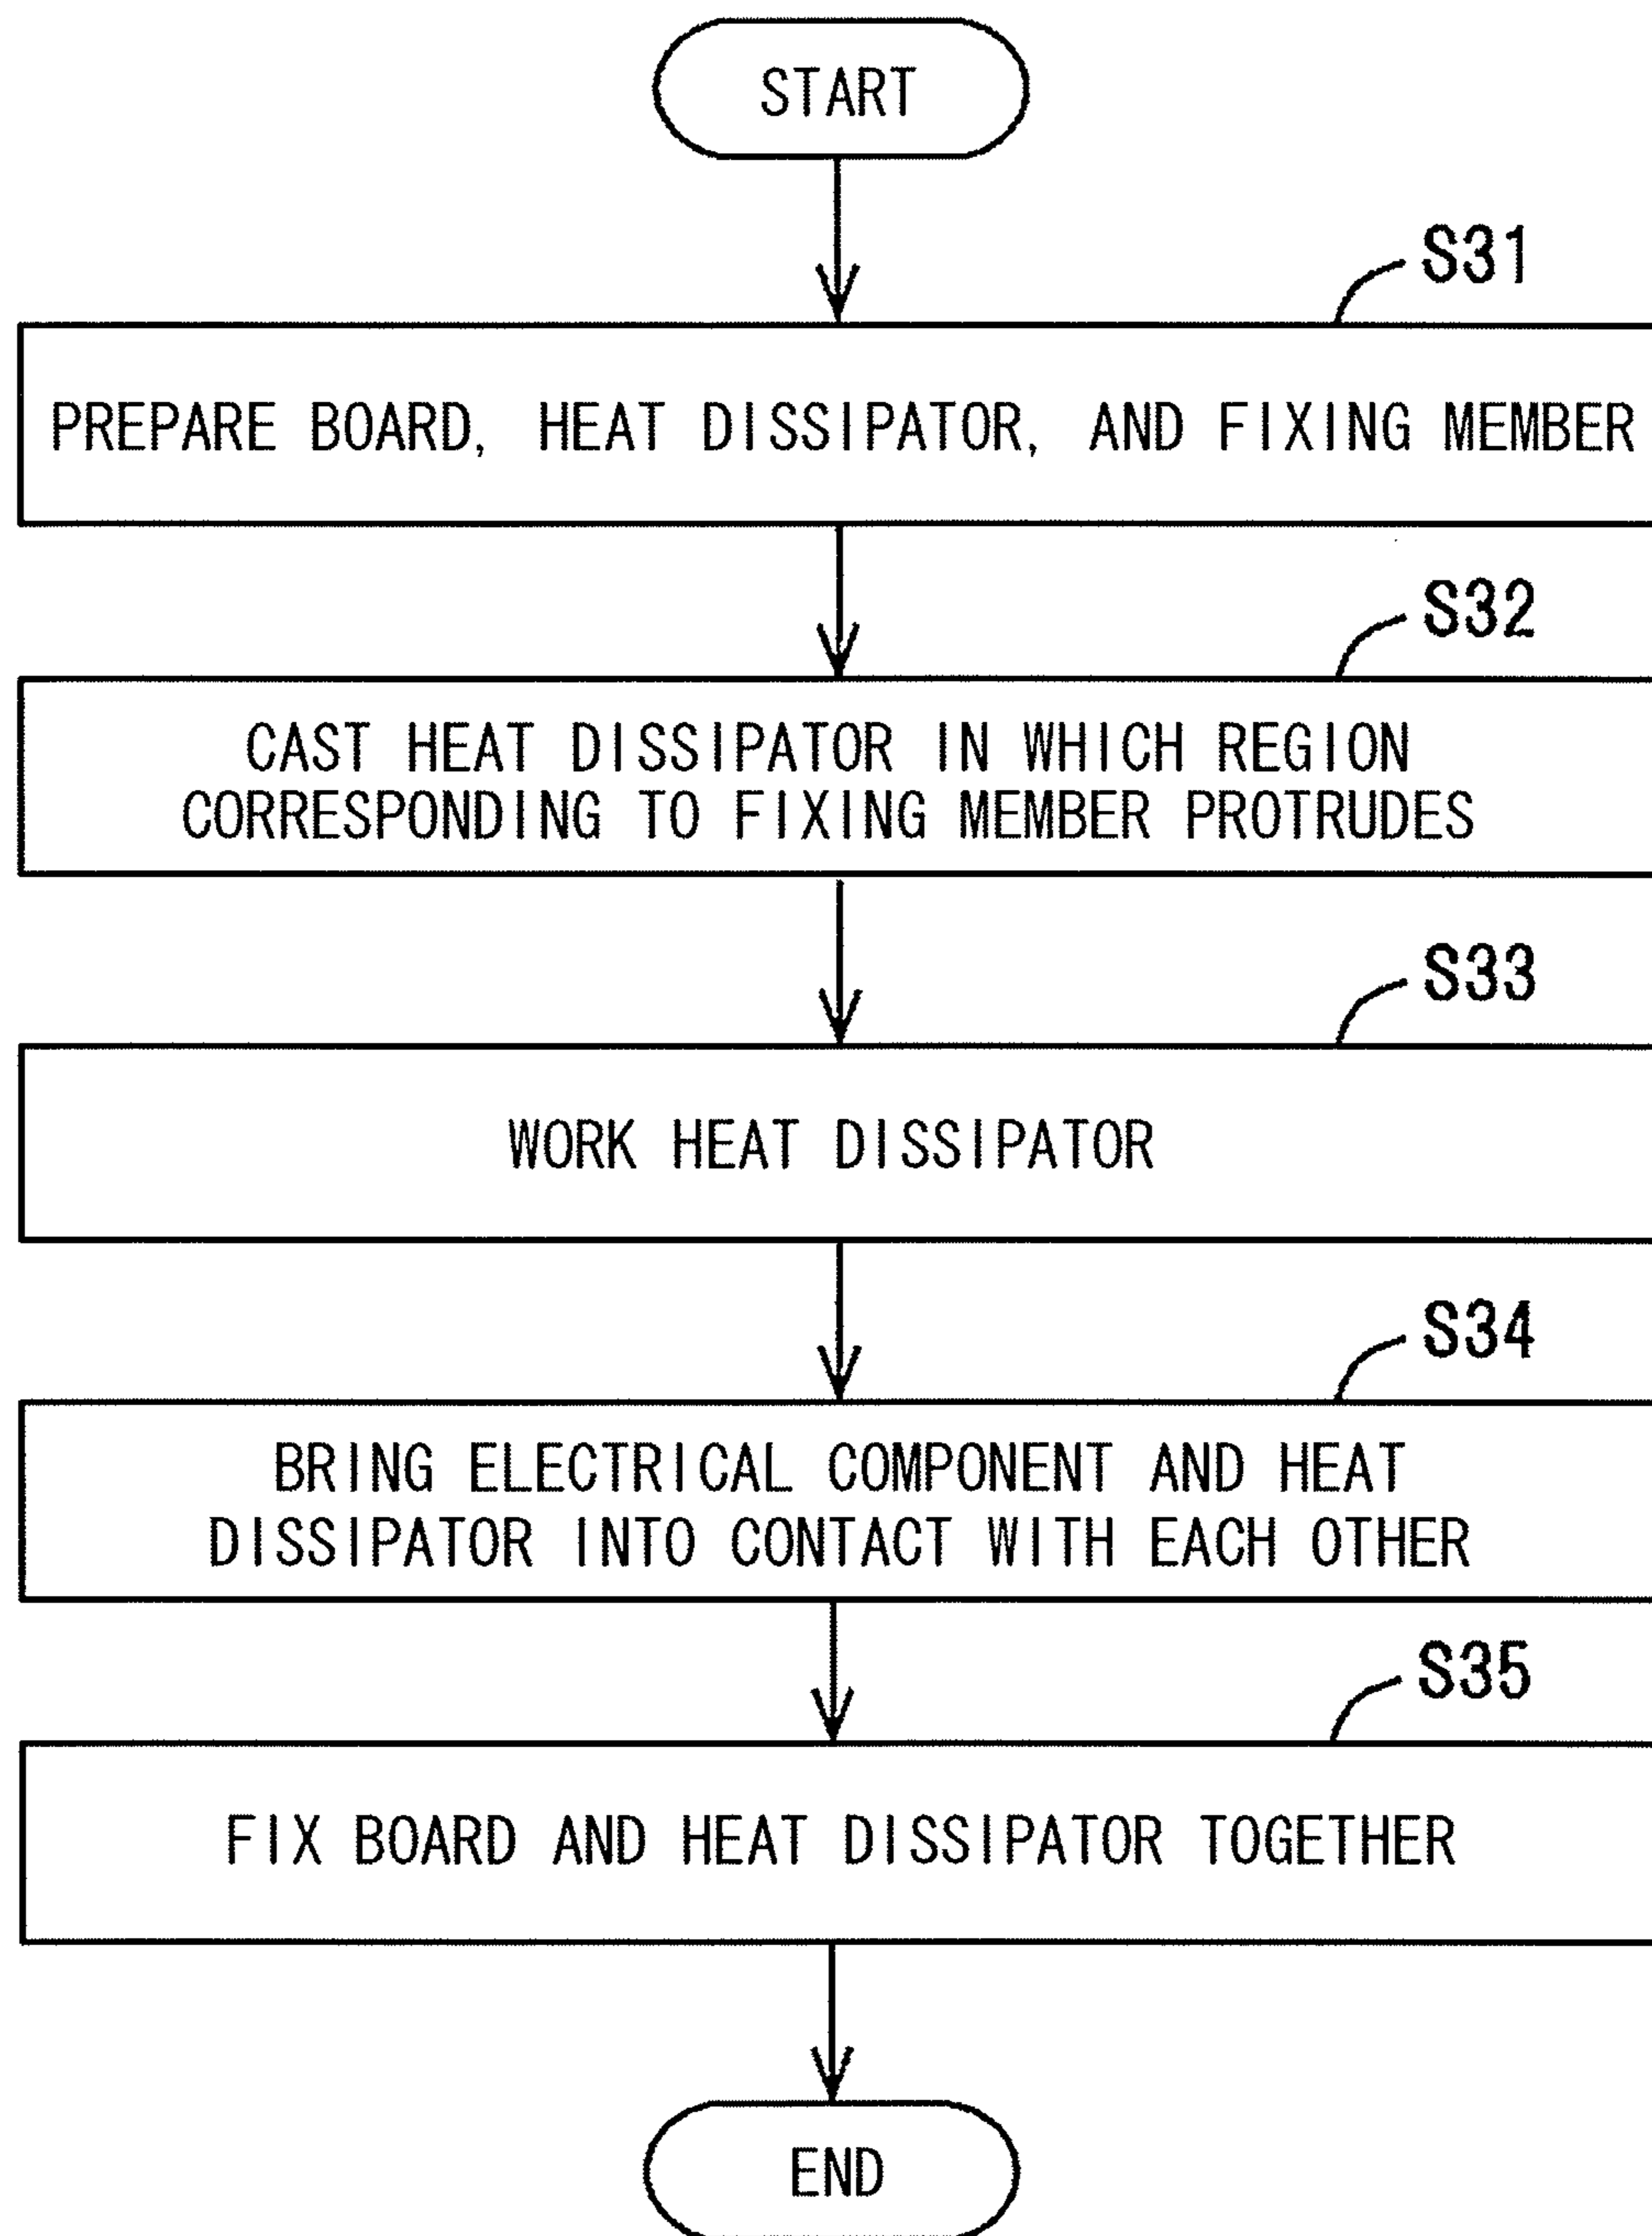 START
S31
PREPARE BOARD, HEAT DISSIPATOR, AND FIXING MEMBER
S32
CAST HEAT DISSIPATOR IN WHICH REGION
CORRESPONDING TO FIXING MEMBER PROTRUDES
S33
WORK HEAT DISSIPATOR
S34
BRING ELECTRICAL COMPONENT AND HEAT
DISSIPATOR INTO CONTACT WITH EACH OTHER
S35
FIX BOARD AND HEAT DISSIPATOR TOGETHER
END